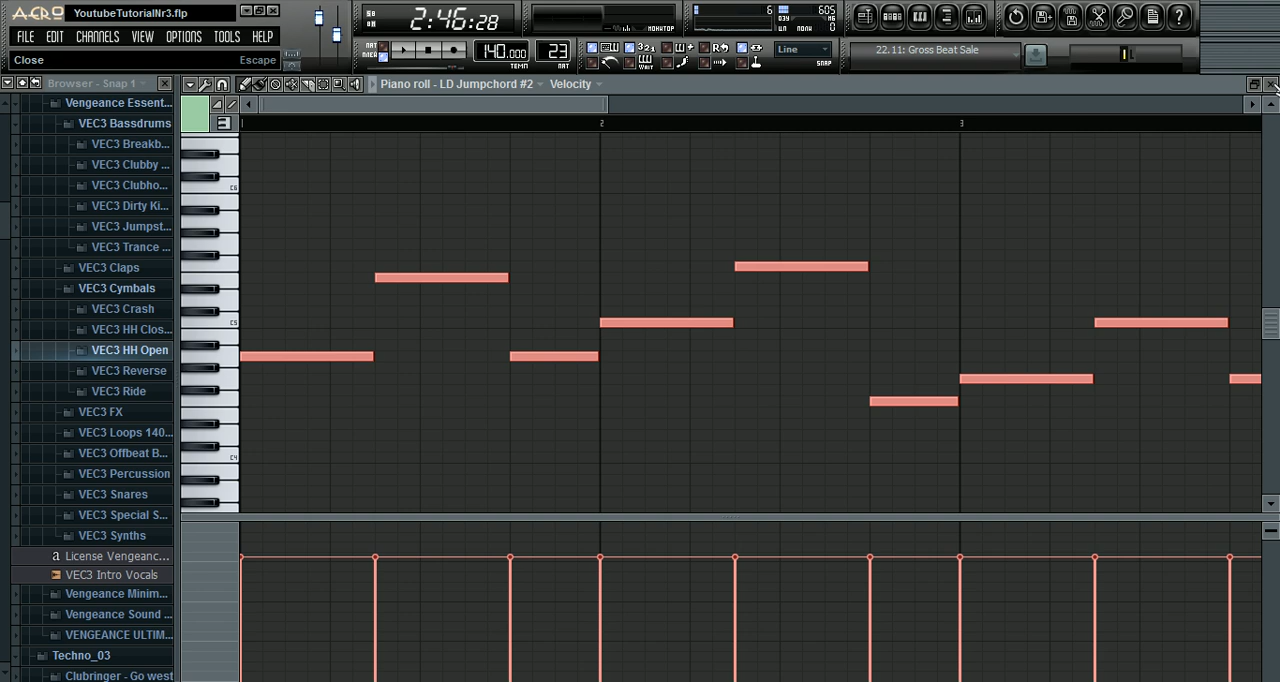 ACRO YoutubeTutorialNr3.flp
FILE EDIT CHANNELS VIEW OPTIONS TOOLS HELP
Close Escape
2:46:28
140.000
23
6 605
0
Line
SNAP
22.11: Gross Beat Sale
Browser - Snap 1
Piano roll - LD Jumpchord #2 Velocity
2 3
Vengeance Essent...
VEC3 Bassdrums
VEC3 Breakb...
VEC3 Clubby ...
VEC3 Clubho...
VEC3 Dirty Ki...
VEC3 Jumpst...
VEC3 Trance ...
VEC3 Claps
VEC3 Cymbals
VEC3 Crash
VEC3 HH Clos...
VEC3 HH Open
VEC3 Reverse
VEC3 Ride
VEC3 FX
VEC3 Loops 140...
VEC3 Offbeat B...
VEC3 Percussion
VEC3 Snares
VEC3 Special S...
VEC3 Synths
License Vengeanc...
VEC3 Intro Vocals
Vengeance Minim...
Vengeance Sound ...
VENGEANCE ULTIM...
Techno_03
Clubringer - Go west
C6
C5
C4